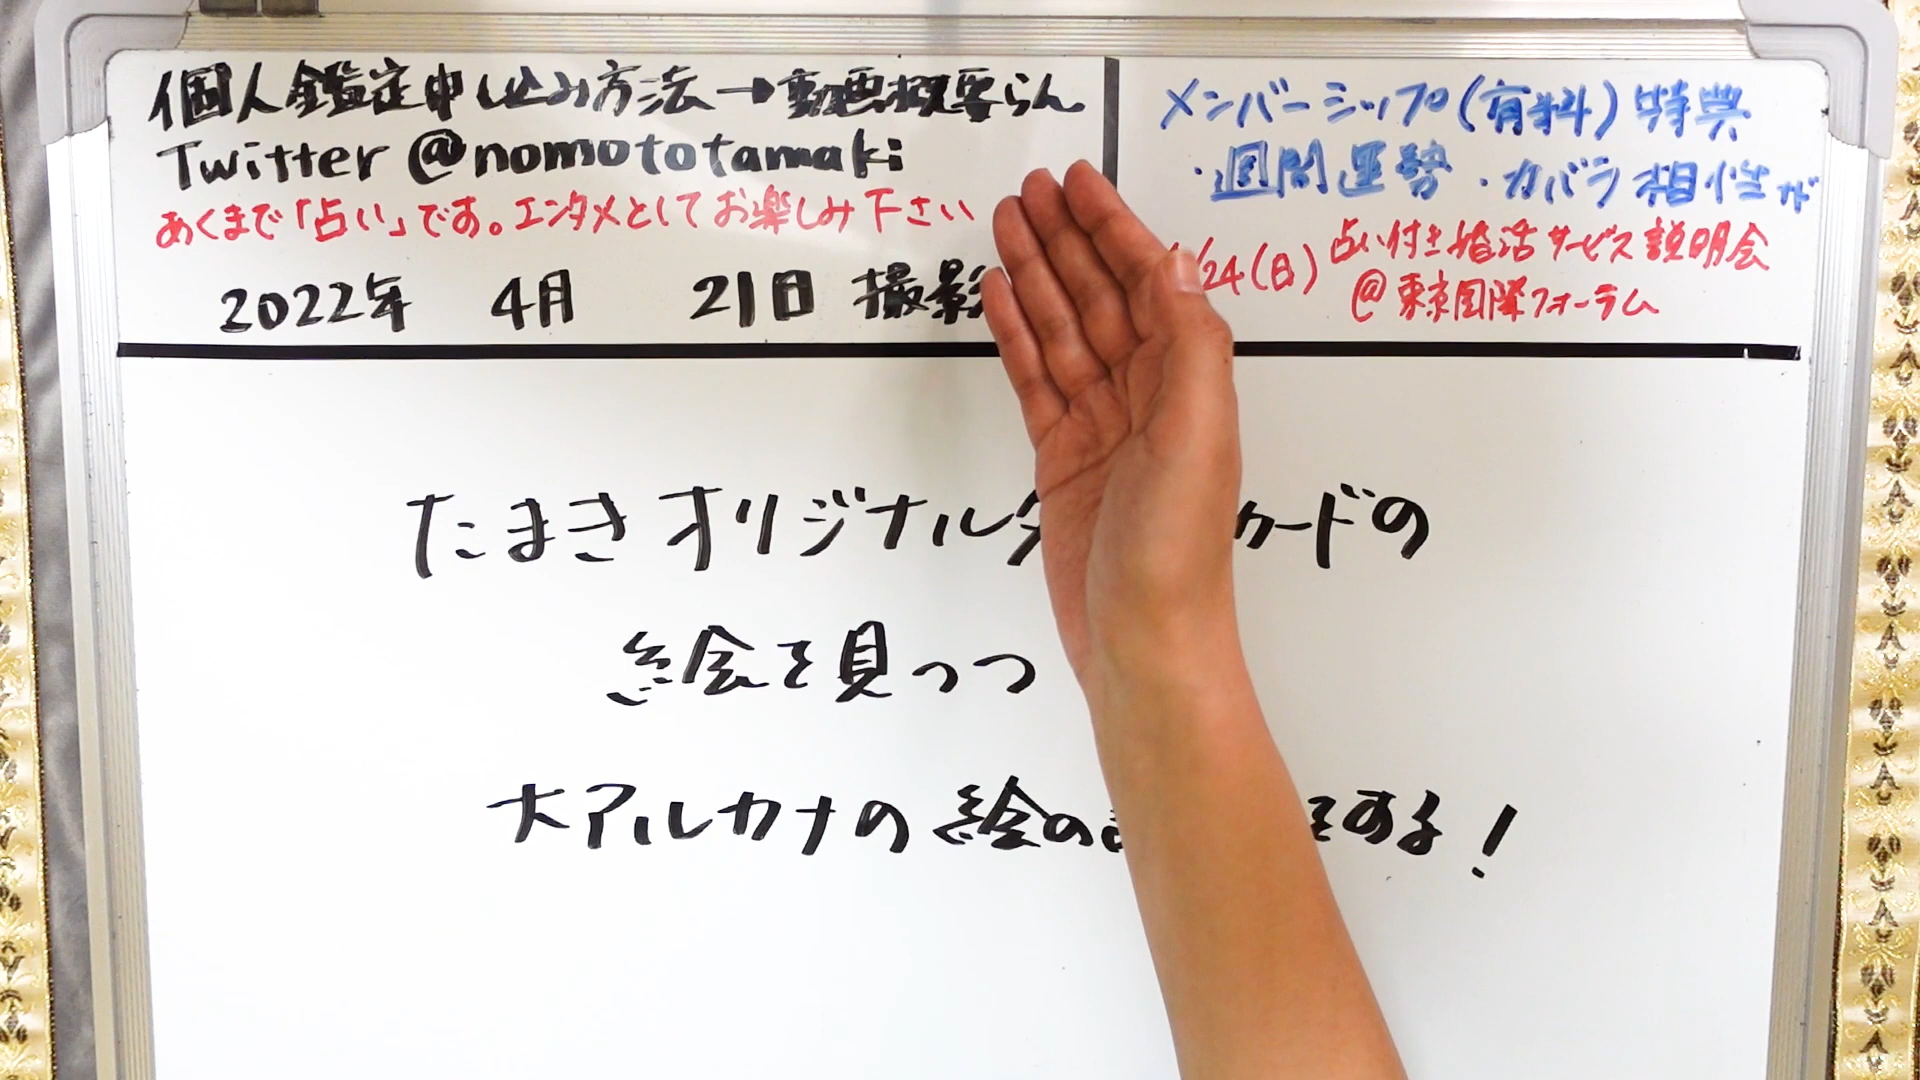 個人鑑定申し込み方法→動画概要らん
Twitter @nomototamaki
あくまで「占い」です。エンタメとしてお楽しみ下さい
2022年 4月 21日 撮影
メンバーシップ(有料)特典
・週間運勢・カバラ相性など
/24(日)占い付き婚活サービス説明会
@東京国際フォーラム
たまきオリジナルタ カードの
絵を見つつ
大アルカナの絵の をする!